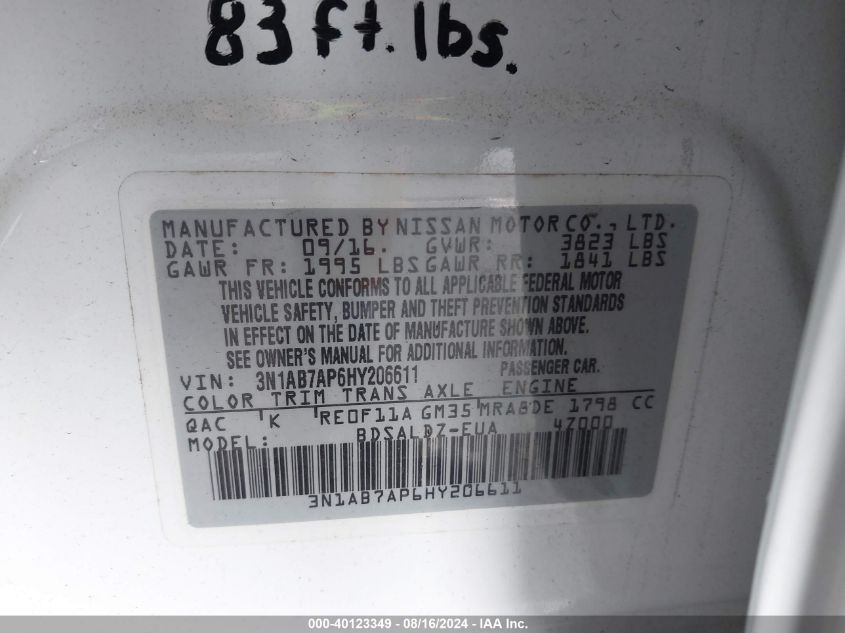 83 ft. lbs.
MANUFACTURED BY NISSAN MOTOR CO., LTD.
DATE: 09/16. GVWR: 3823 LBS
GAWR FR: 1995 LBS GAWR RR: 1841 LBS
THIS VEHICLE CONFORMS TO ALL APPLICABLE FEDERAL MOTOR
VEHICLE SAFETY, BUMPER AND THEFT PREVENTION STANDARDS
IN EFFECT ON THE DATE OF MANUFACTURE SHOWN ABOVE.
SEE OWNER'S MANUAL FOR ADDITIONAL INFORMATION.
VIN: 3N1AB7AP6HY206611 PASSENGER CAR.
COLOR TRIM TRANS AXLE ENGINE
QAC K RE0F11A GM35 MRA8DE 1798 CC
MODEL: BDSALDZ-EUA 4Z000
3N1AB7AP6HY206611
000-40123349 - 08/16/2024 - IAA Inc.